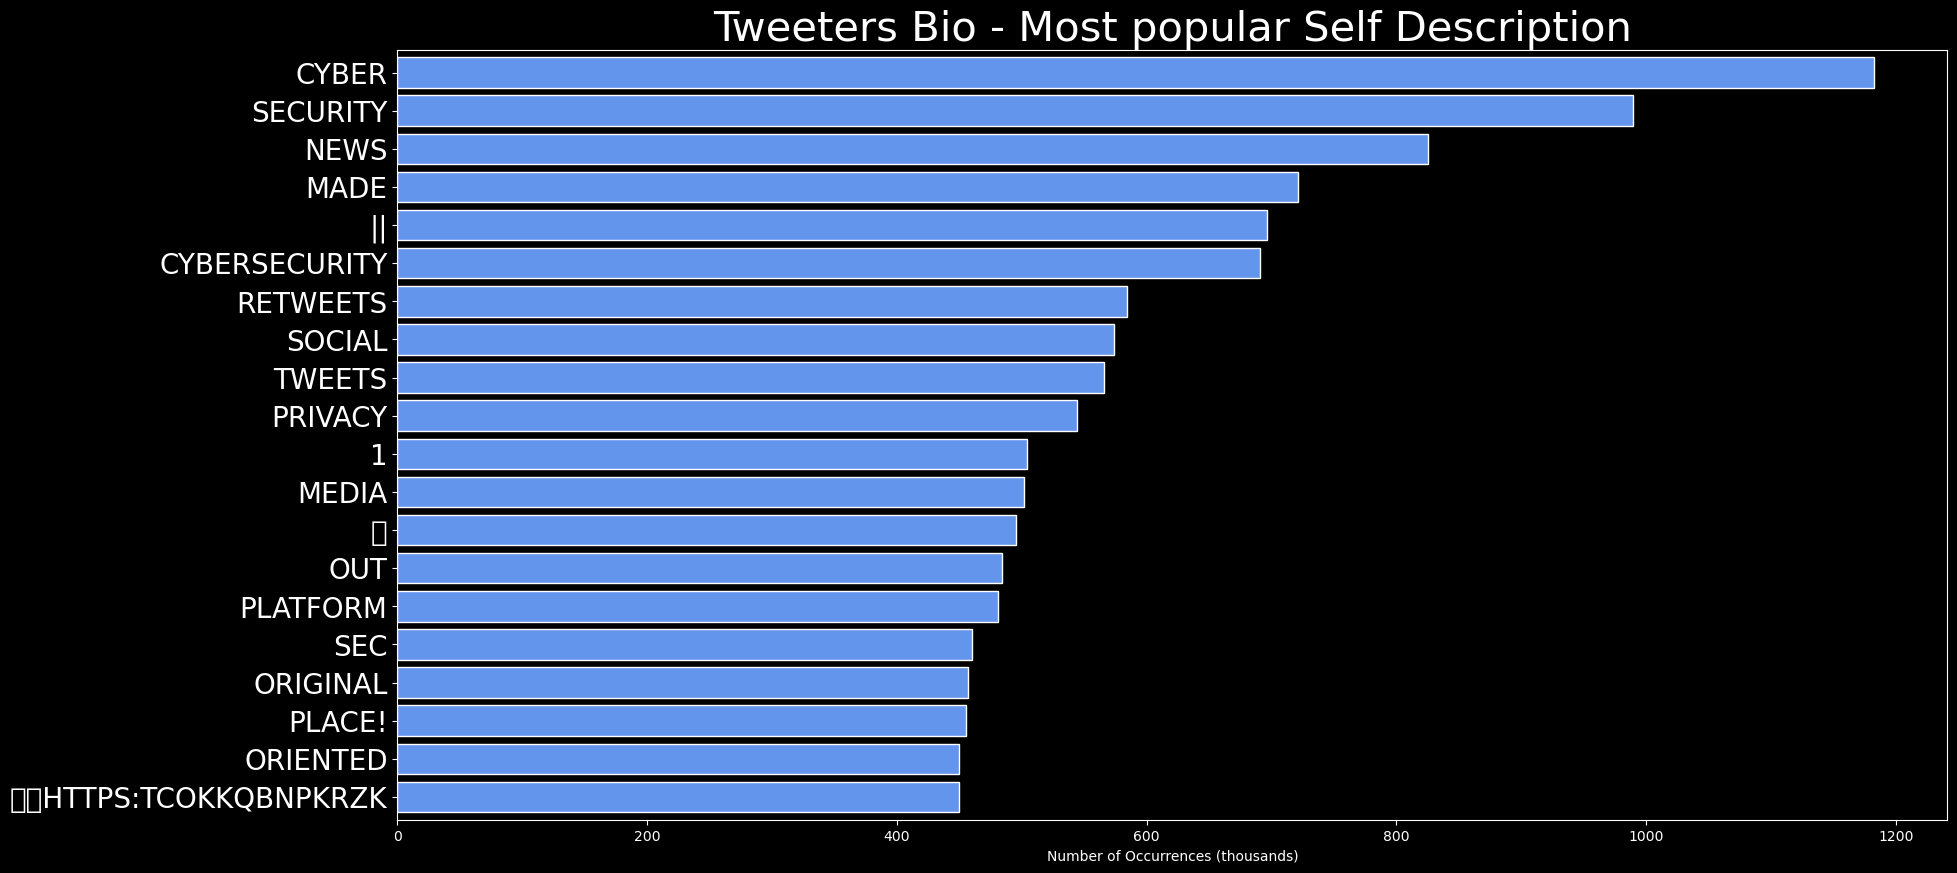 Tweeters Bio - Most popular Self Description
CYBER
SECURITY
NEWS
MADE
||
CYBERSECURITY
RETWEETS
SOCIAL
TWEETS
PRIVACY
1
MEDIA
OUT
PLATFORM
SEC
ORIGINAL
PLACE!
ORIENTED
HTTPS:TCOKKQBNPKRZK
0 200 400 600 800 1000 1200
Number of Occurrences (thousands)